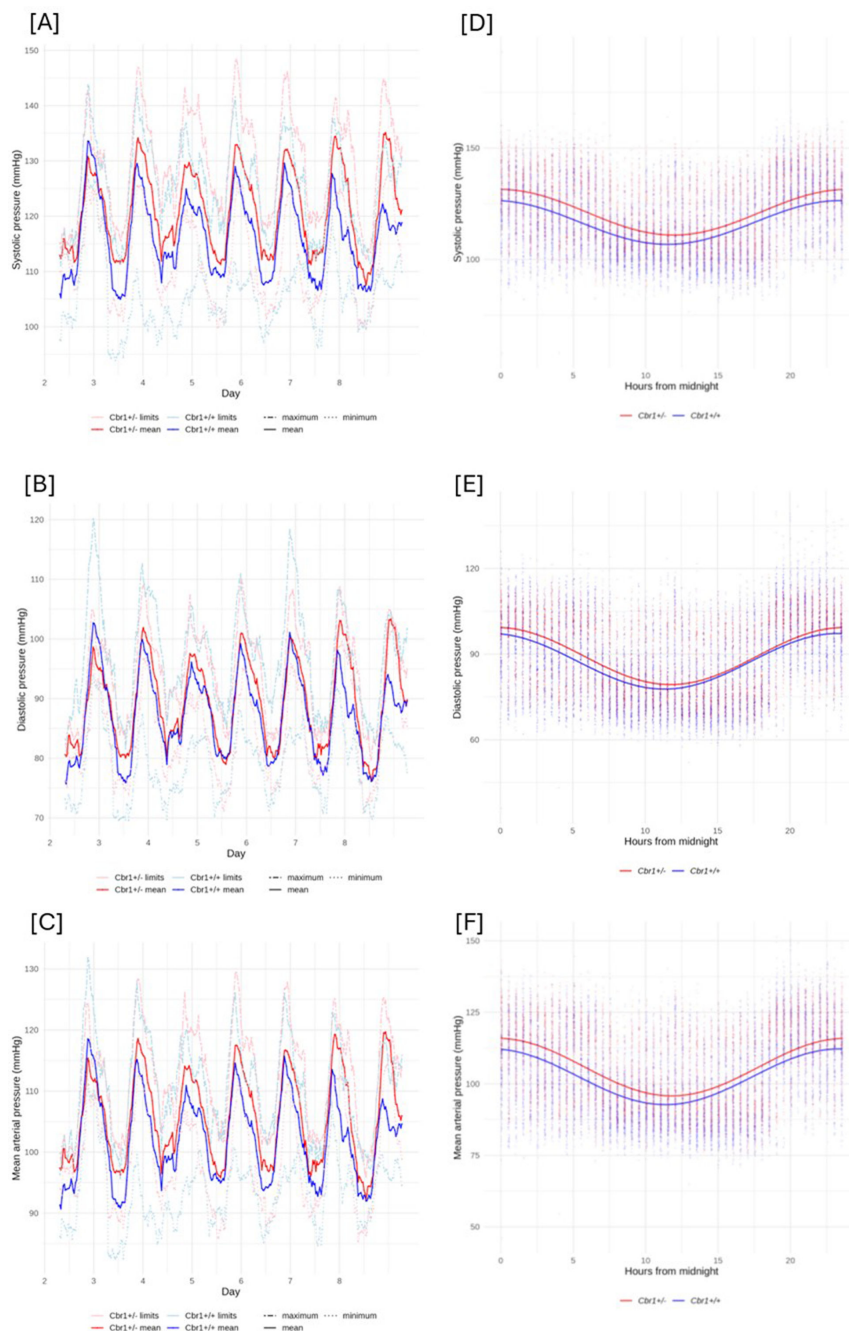 [A]
Systolic pressure (mmHg)
150
140
130
120
110
100
2 3 4 5 6 7 8
Day
Cbr1+/- limits Cbr1+/+ limits maximum minimum
Cbr1+/- mean Cbr1+/+ mean mean
[D]
Systolic pressure (mmHg)
150
100
0 5 10 15 20
Hours from midnight
Cbr1+/- Cbr1+/+
[B]
Diastolic pressure (mmHg)
120
110
100
90
80
70
2 3 4 5 6 7 8
Day
Cbr1+/- limits Cbr1+/+ limits maximum minimum
Cbr1+/- mean Cbr1+/+ mean mean
[E]
Diastolic pressure (mmHg)
120
90
60
0 5 10 15 20
Hours from midnight
Cbr1+/- Cbr1+/+
[C]
Mean arterial pressure (mmHg)
130
120
110
100
90
2 3 4 5 6 7 8
Day
Cbr1+/- limits Cbr1+/+ limits maximum minimum
Cbr1+/- mean Cbr1+/+ mean mean
[F]
Mean arterial pressure (mmHg)
150
125
100
75
50
0 5 10 15 20
Hours from midnight
Cbr1+/- Cbr1+/+